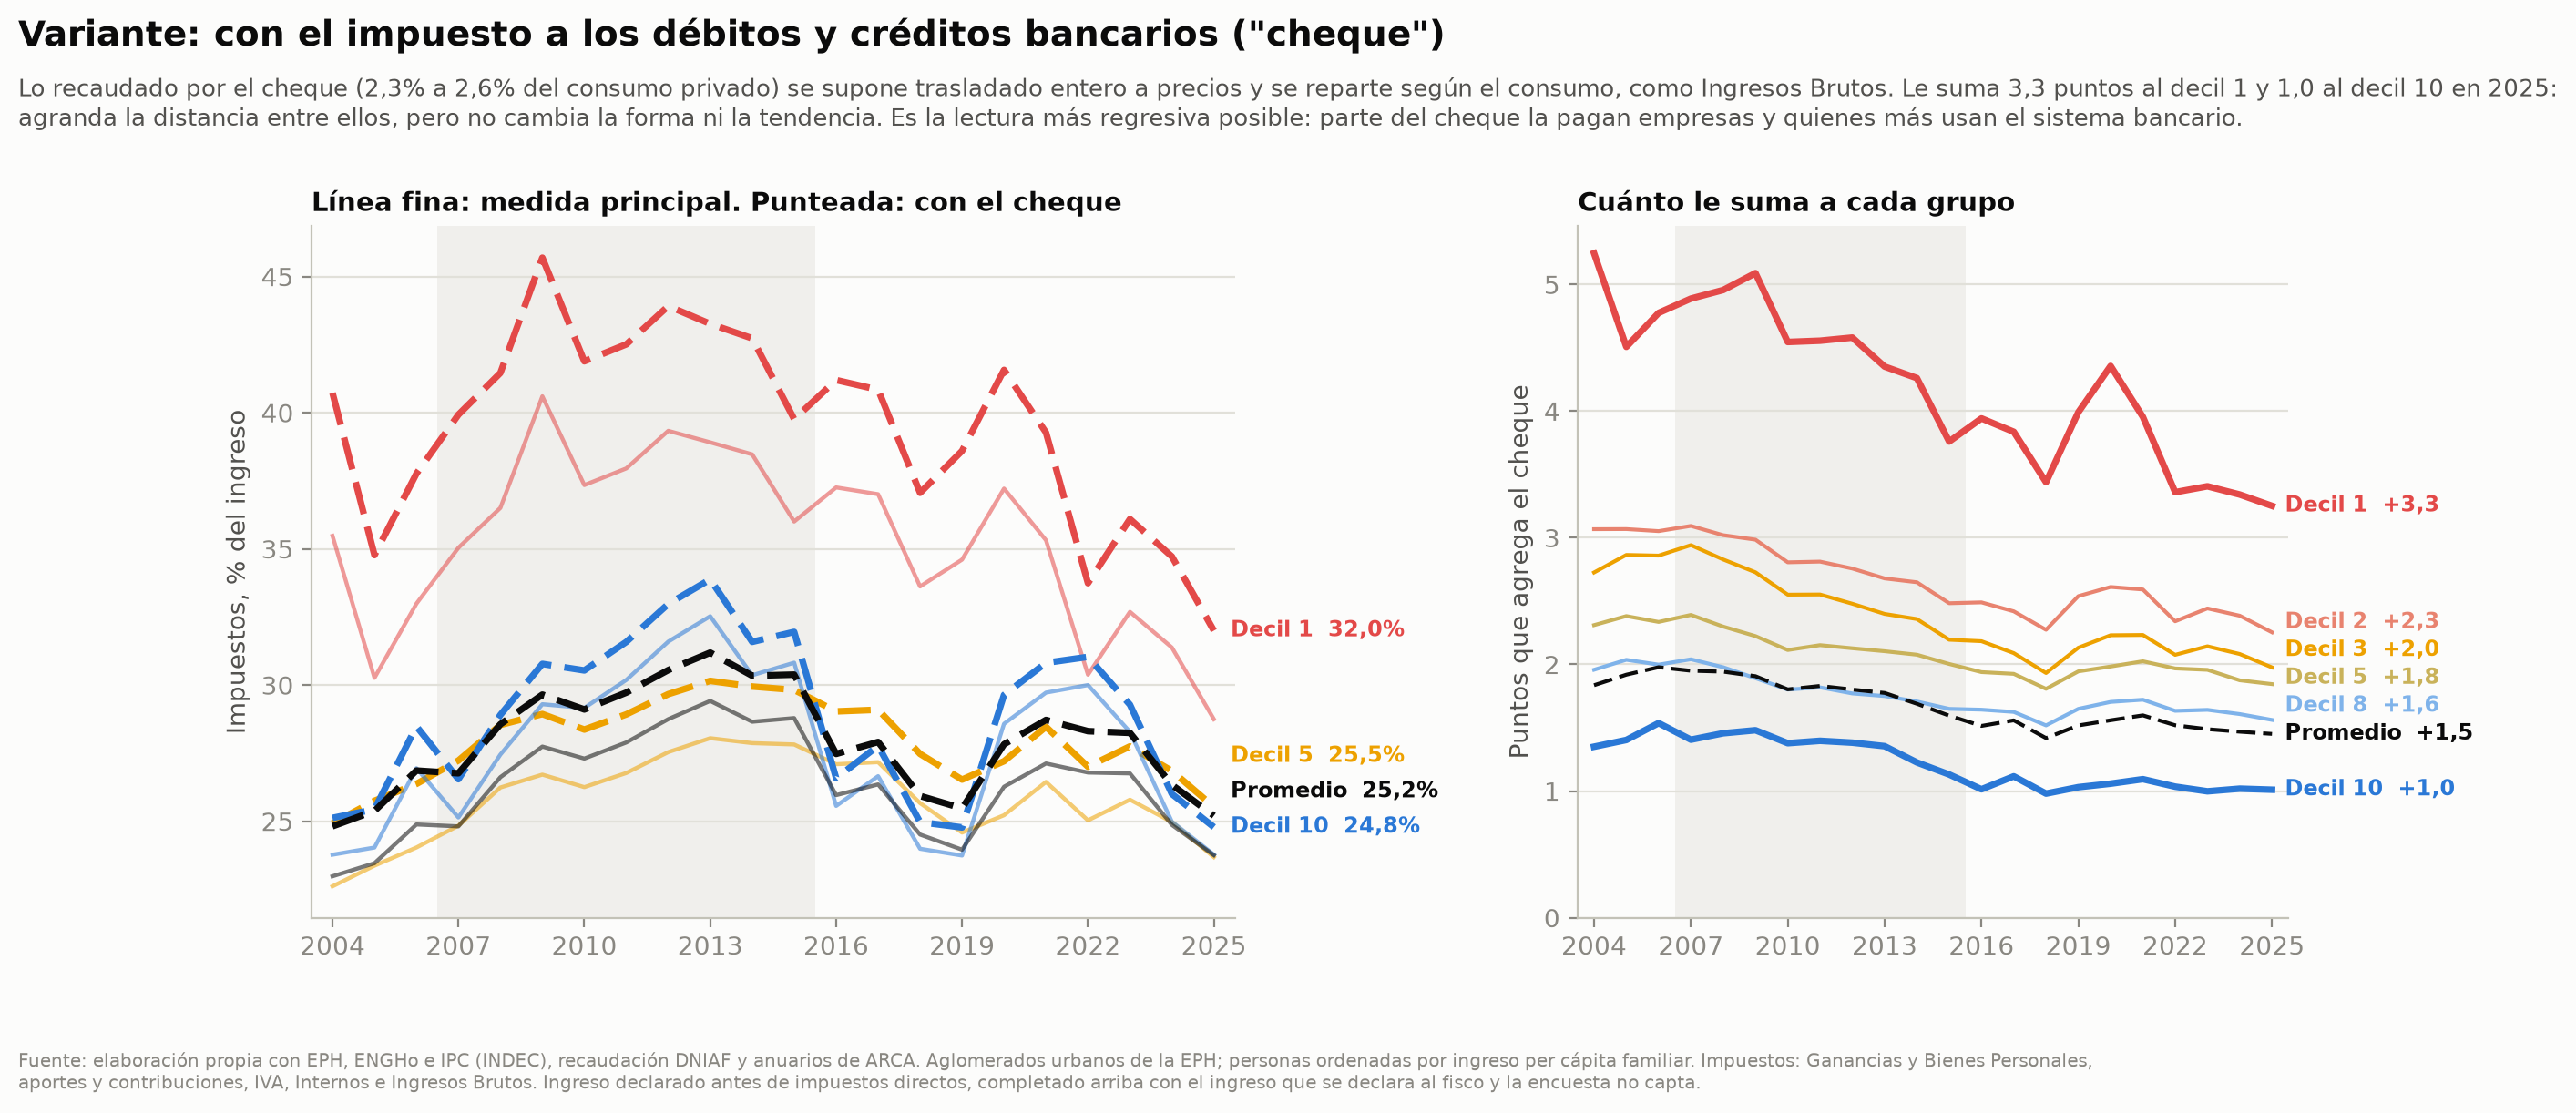 Variante: con el impuesto a los débitos y créditos bancarios ("cheque")
Lo recaudado por el cheque (2,3% a 2,6% del consumo privado) se supone trasladado entero a precios y se reparte según el consumo, como Ingresos Brutos. Le suma 3,3 puntos al decil 1 y 1,0 al decil 10 en 2025:
agranda la distancia entre ellos, pero no cambia la forma ni la tendencia. Es la lectura más regresiva posible: parte del cheque la pagan empresas y quienes más usan el sistema bancario.
Línea fina: medida principal. Punteada: con el cheque
Impuestos, % del ingreso
45
40
35
30
25
2004 2007 2010 2013 2016 2019 2022 2025
Decil 1 32,0%
Decil 5 25,5%
Promedio 25,2%
Decil 10 24,8%
Cuánto le suma a cada grupo
Puntos que agrega el cheque
5
4
3
2
1
0
2004 2007 2010 2013 2016 2019 2022 2025
Decil 1 +3,3
Decil 2 +2,3
Decil 3 +2,0
Decil 5 +1,8
Decil 8 +1,6
Promedio +1,5
Decil 10 +1,0
Fuente: elaboración propia con EPH, ENGHo e IPC (INDEC), recaudación DNIAF y anuarios de ARCA. Aglomerados urbanos de la EPH; personas ordenadas por ingreso per cápita familiar. Impuestos: Ganancias y Bienes Personales,
aportes y contribuciones, IVA, Internos e Ingresos Brutos. Ingreso declarado antes de impuestos directos, completado arriba con el ingreso que se declara al fisco y la encuesta no capta.